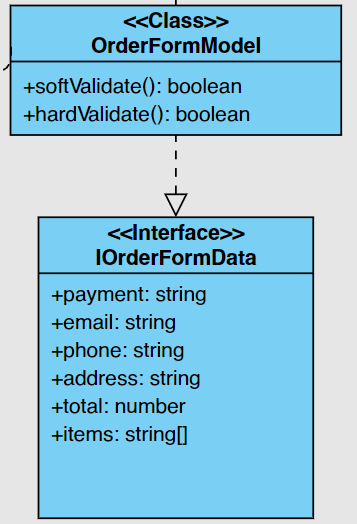 <<Class>>
OrderFormModel
+softValidate(): boolean
+hardValidate(): boolean
<<Interface>>
IOrderFormData
+payment: string
+email: string
+phone: string
+address: string
+total: number
+items: string[]